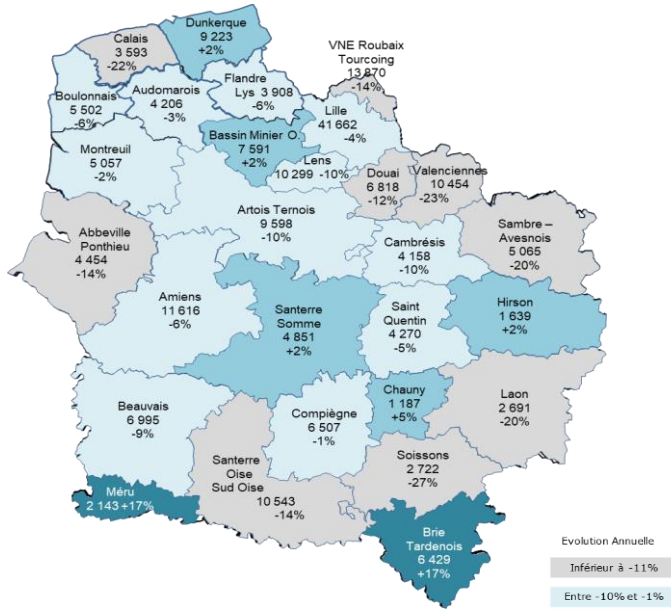 Dunkerque
9 223
+2%
Calais
3 593
-22%
VNE Roubaix
Tourcoing
13 870
-14%
Flandre
Lys 3 908
-6%
Audomarois
4 206
-3%
Boulonnais
5 502
-6%
Lille
41 662
-4%
Bassin Minier O.
7 591
+2%
Montreuil
5 057
-2%
Lens
10 299 -10%
Douai
6 818
-12%
Valenciennes
10 454
-23%
Artois Ternois
9 598
-10%
Sambre –
Avesnois
5 065
-20%
Abbeville
Ponthieu
4 454
-14%
Cambrésis
4 158
-10%
Amiens
11 616
-6%
Santerre
Somme
4 851
+2%
Saint
Quentin
4 270
-5%
Hirson
1 639
+2%
Chauny
1 187
+5%
Laon
2 691
-20%
Beauvais
6 995
-9%
Compiègne
6 507
-1%
Soissons
2 722
-27%
Santerre
Oise
Sud Oise
10 543
-14%
Méru
2 143 +17%
Brie
Tardenois
6 429
+17%
Evolution Annuelle
Inférieur à -11%
Entre -10% et -1%